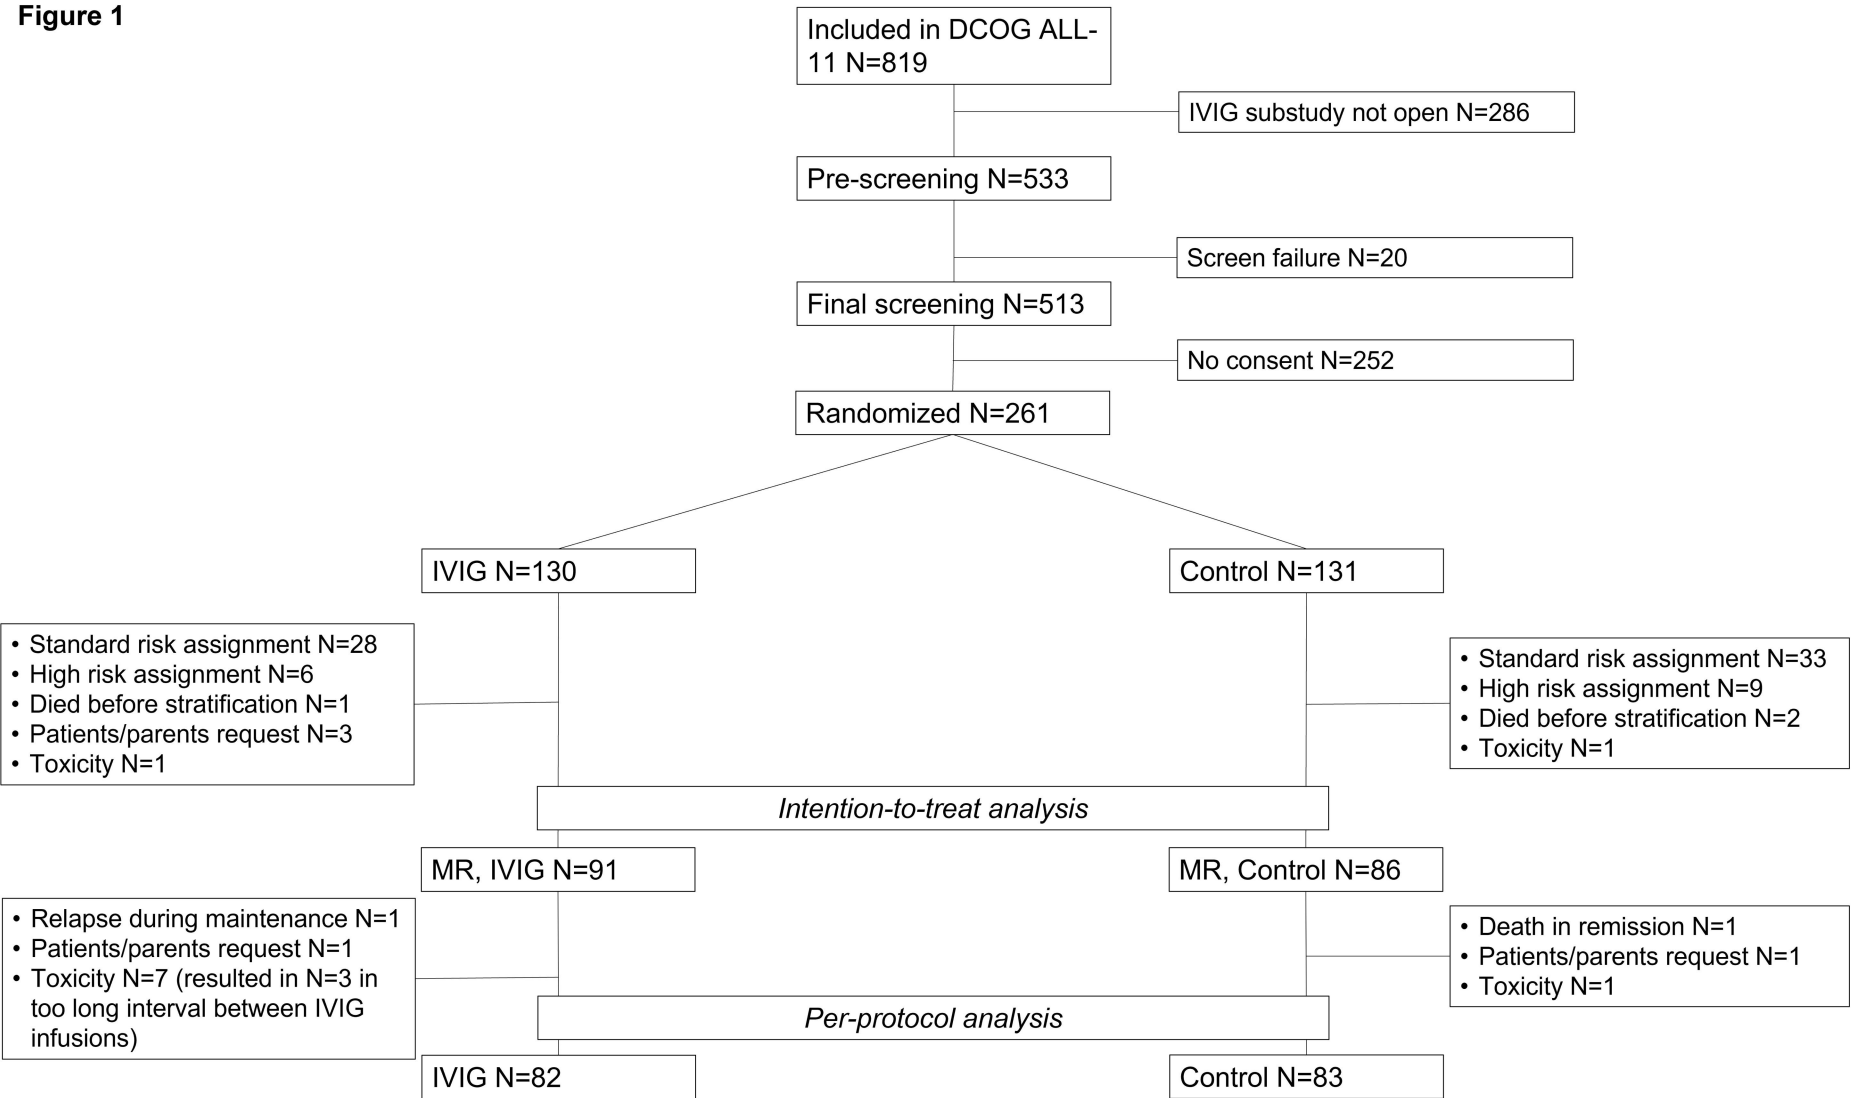 Figure 1
Included in DCOG ALL-
11 N=819
IVIG substudy not open N=286
Pre-screening N=533
Screen failure N=20
Final screening N=513
No consent N=252
Randomized N=261
IVIG N=130
Control N=131
• Standard risk assignment N=28
• High risk assignment N=6
• Died before stratification N=1
• Patients/parents request N=3
• Toxicity N=1
• Standard risk assignment N=33
• High risk assignment N=9
• Died before stratification N=2
• Toxicity N=1
Intention-to-treat analysis
MR, IVIG N=91
MR, Control N=86
• Relapse during maintenance N=1
• Patients/parents request N=1
• Toxicity N=7 (resulted in N=3 in
too long interval between IVIG
infusions)
• Death in remission N=1
• Patients/parents request N=1
• Toxicity N=1
Per-protocol analysis
IVIG N=82
Control N=83